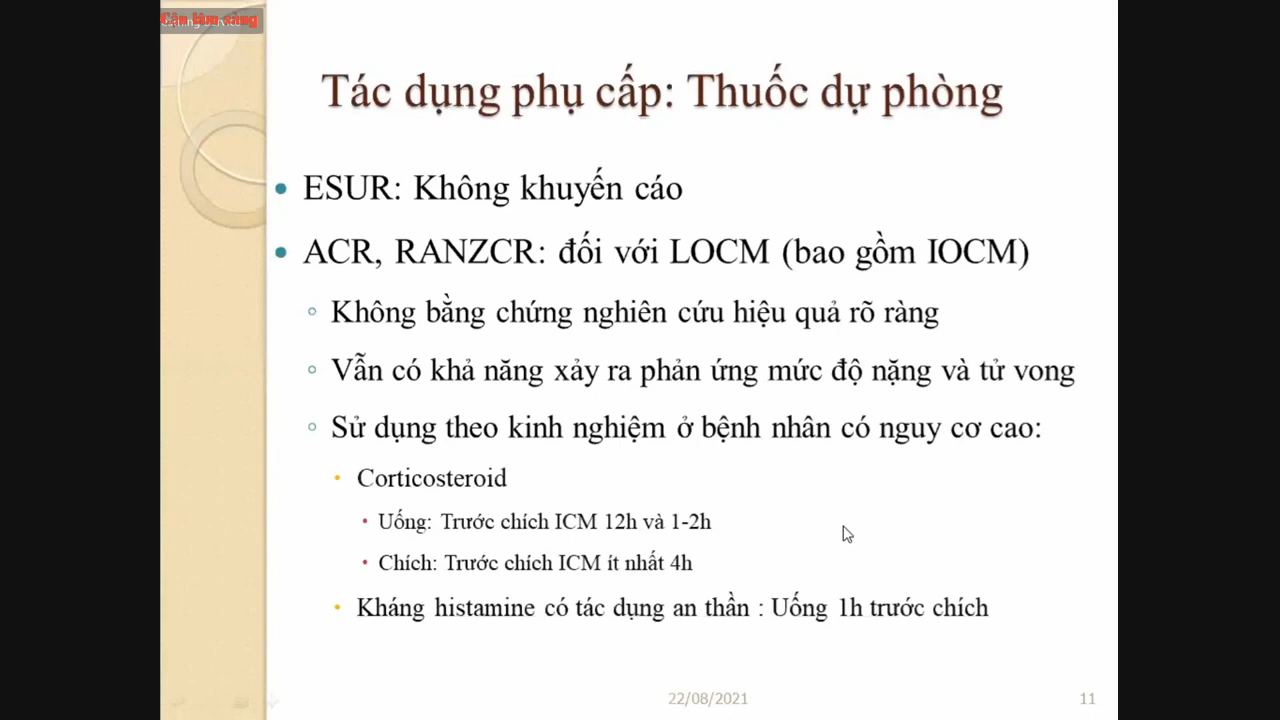 Cận lâm sàng
Tác dụng phụ cấp: Thuốc dự phòng
• ESUR: Không khuyến cáo
• ACR, RANZCR: đối với LOCM (bao gồm IOCM)
◦ Không bằng chứng nghiên cứu hiệu quả rõ ràng
◦ Vẫn có khả năng xảy ra phản ứng mức độ nặng và tử vong
◦ Sử dụng theo kinh nghiệm ở bệnh nhân có nguy cơ cao:
• Corticosteroid
• Uống: Trước chích ICM 12h và 1-2h
• Chích: Trước chích ICM ít nhất 4h
• Kháng histamine có tác dụng an thần : Uống 1h trước chích
22/08/2021
11